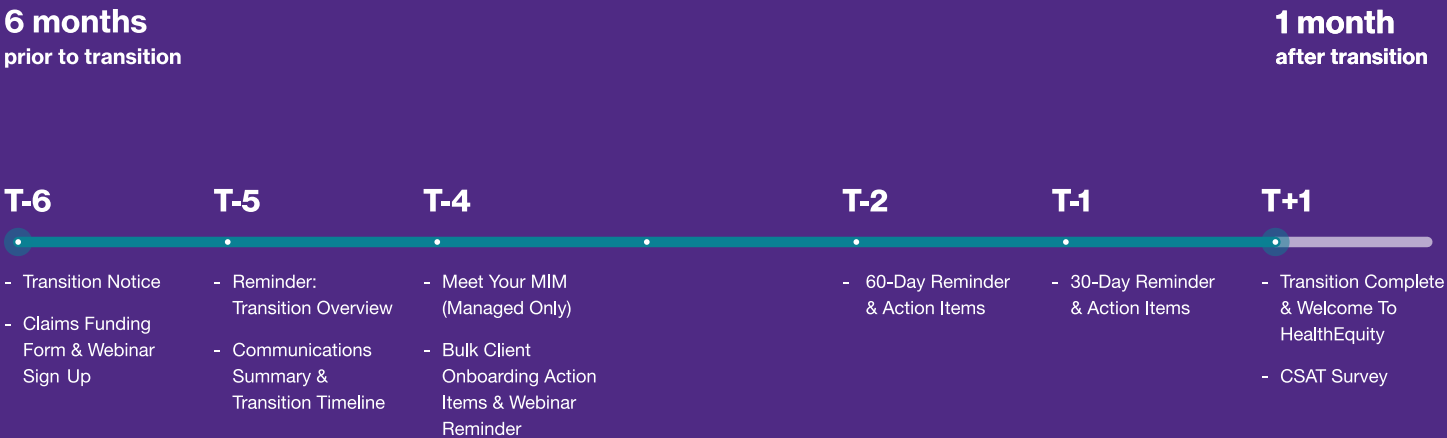 6 months
prior to transition
1 month
after transition
T-6
T-5
T-4
T-2
T-1
T+1
- Transition Notice
- Claims Funding
Form & Webinar
Sign Up
- Reminder:
Transition Overview
- Communications
Summary &
Transition Timeline
- Meet Your MIM
(Managed Only)
- Bulk Client
Onboarding Action
Items & Webinar
Reminder
- 60-Day Reminder
& Action Items
- 30-Day Reminder
& Action Items
- Transition Complete
& Welcome To
HealthEquity
- CSAT Survey